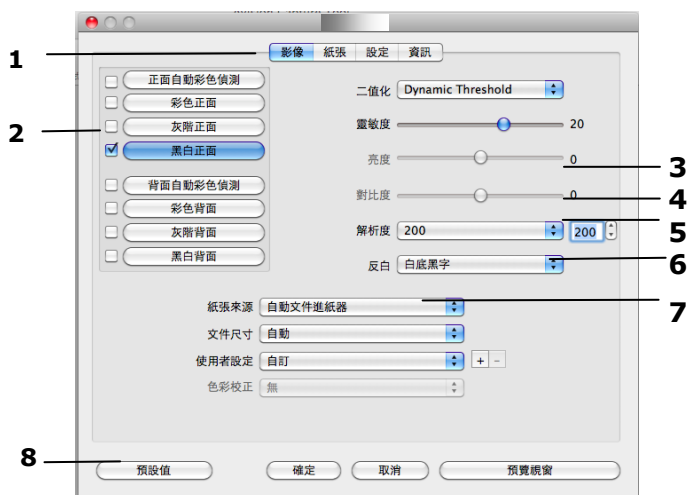 1
影像 紙張 設定 資訊
2
正面自動彩色偵測
彩色正面
灰階正面
黑白正面
背面自動彩色偵測
彩色背面
灰階背面
黑白背面
二值化 Dynamic Threshold
靈敏度 20
亮度 0
3
對比度 0
4
解析度 200 200
5
反白 白底黑字
6
紙張來源 自動文件進紙器
7
文件尺寸 自動
使用者設定 自訂 + -
色彩校正 無
8
預設值 確定 取消 預覽視窗